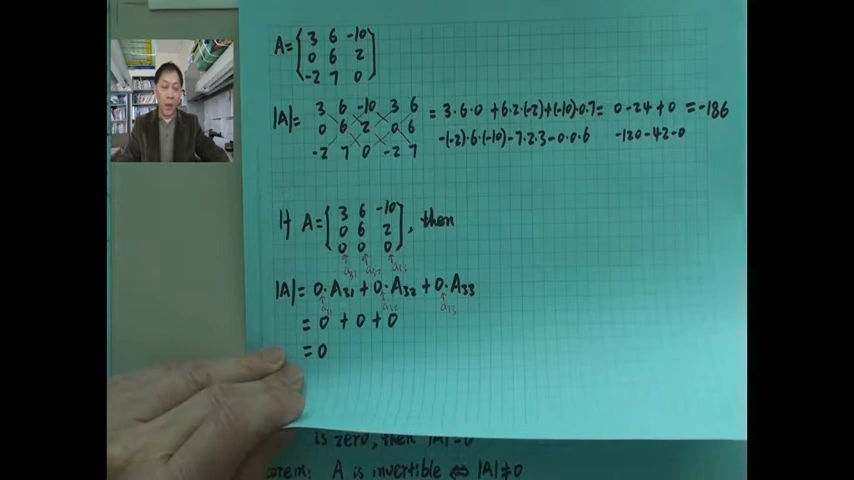 A = [ 3 6 -10
0 6 2
-2 7 0 ]
|A| = 3 6 -10 3 6 = 3·6·0 + 6·2·(-2) + (-10)·0·7 = 0 - 24 + 0 = -186
0 6 2 0 6 -(-2)·6·(-10) - 7·2·3 - 0·0·6 -120 - 42 - 0
-2 7 0 -2 7
If A = [ 3 6 -10
0 6 2 ], then
0 0 0
a31 a32 a33
|A| = 0·A31 + 0·A32 + 0·A33
a31 a32 a33
= 0 + 0 + 0
= 0
is zero, then |A|=0
orem: A is invertible ⇔ |A|≠0